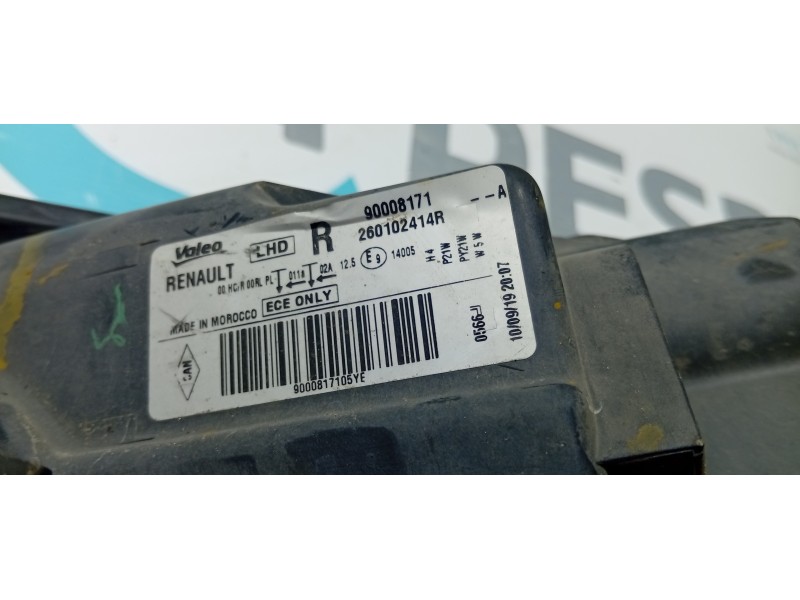 90008171
--A
Valeo
LHD
R
260102414R
RENAULT
00 HC/R 00RL PL 011a 02A 12.5 E9 14005
H4
P21W
PY21W
W5W
ECE ONLY
MADE IN MOROCCO
0566-
10/09/19 20:07
9000817105YE